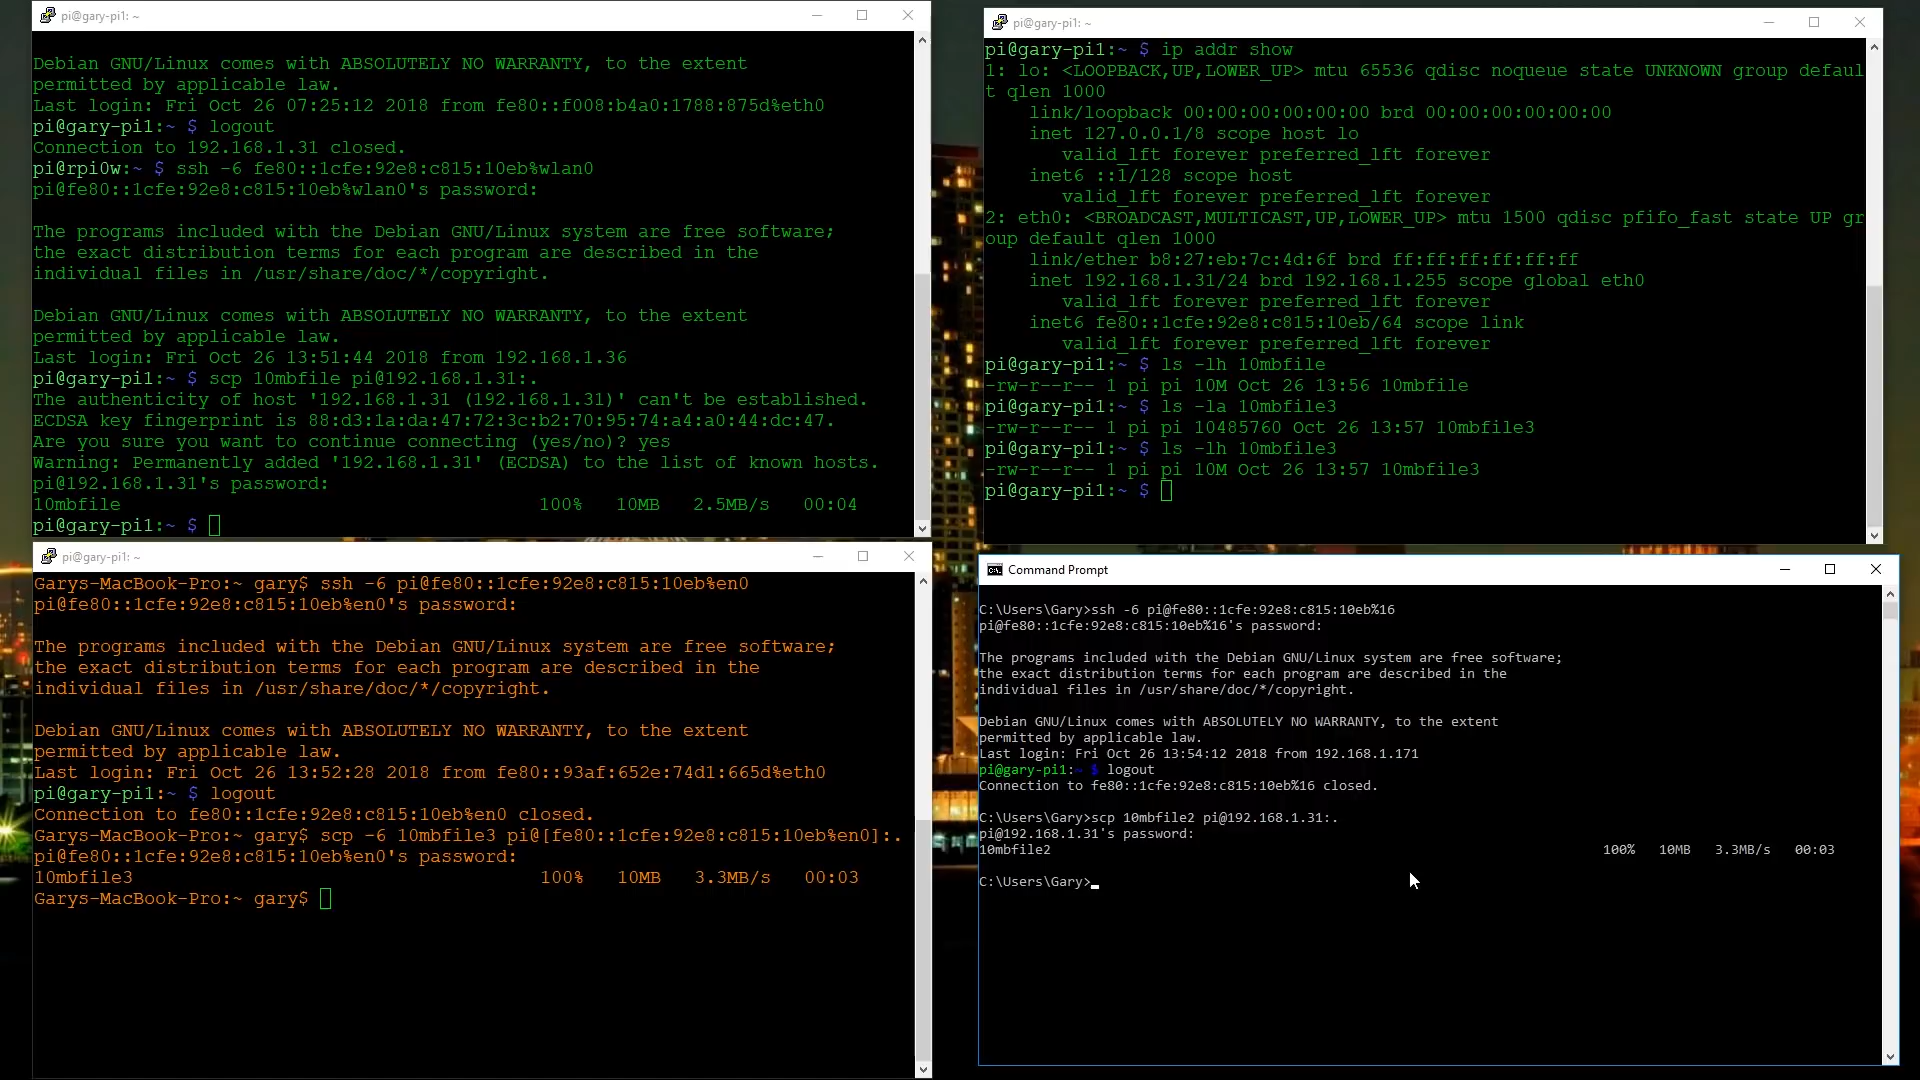 pi@gary-pi1: ~
Debian GNU/Linux comes with ABSOLUTELY NO WARRANTY, to the extent
permitted by applicable law.
Last login: Fri Oct 26 07:25:12 2018 from fe80::f008:b4a0:1788:875d%eth0
pi@gary-pi1:~ $ logout
Connection to 192.168.1.31 closed.
pi@rpi0w:~ $ ssh -6 fe80::1cfe:92e8:c815:10eb%wlan0
pi@fe80::1cfe:92e8:c815:10eb%wlan0's password:
The programs included with the Debian GNU/Linux system are free software;
the exact distribution terms for each program are described in the
individual files in /usr/share/doc/*/copyright.
Debian GNU/Linux comes with ABSOLUTELY NO WARRANTY, to the extent
permitted by applicable law.
Last login: Fri Oct 26 13:51:44 2018 from 192.168.1.36
pi@gary-pi1:~ $ scp 10mbfile pi@192.168.1.31:.
The authenticity of host '192.168.1.31 (192.168.1.31)' can't be established.
ECDSA key fingerprint is 88:d3:1a:da:47:72:3c:b2:70:95:74:a4:a0:44:dc:47.
Are you sure you want to continue connecting (yes/no)? yes
Warning: Permanently added '192.168.1.31' (ECDSA) to the list of known hosts.
pi@192.168.1.31's password:
10mbfile 100% 10MB 2.5MB/s 00:04
pi@gary-pi1:~ $
pi@gary-pi1: ~
pi@gary-pi1:~ $ ip addr show
1: lo: <LOOPBACK,UP,LOWER_UP> mtu 65536 qdisc noqueue state UNKNOWN group defaul
t qlen 1000
link/loopback 00:00:00:00:00:00 brd 00:00:00:00:00:00
inet 127.0.0.1/8 scope host lo
valid_lft forever preferred_lft forever
inet6 ::1/128 scope host
valid_lft forever preferred_lft forever
2: eth0: <BROADCAST,MULTICAST,UP,LOWER_UP> mtu 1500 qdisc pfifo_fast state UP gr
oup default qlen 1000
link/ether b8:27:eb:7c:4d:6f brd ff:ff:ff:ff:ff:ff
inet 192.168.1.31/24 brd 192.168.1.255 scope global eth0
valid_lft forever preferred_lft forever
inet6 fe80::1cfe:92e8:c815:10eb/64 scope link
valid_lft forever preferred_lft forever
pi@gary-pi1:~ $ ls -lh 10mbfile
-rw-r--r-- 1 pi pi 10M Oct 26 13:56 10mbfile
pi@gary-pi1:~ $ ls -la 10mbfile3
-rw-r--r-- 1 pi pi 10485760 Oct 26 13:57 10mbfile3
pi@gary-pi1:~ $ ls -lh 10mbfile3
-rw-r--r-- 1 pi pi 10M Oct 26 13:57 10mbfile3
pi@gary-pi1:~ $
pi@gary-pi1: ~
Garys-MacBook-Pro:~ gary$ ssh -6 pi@fe80::1cfe:92e8:c815:10eb%en0
pi@fe80::1cfe:92e8:c815:10eb%en0's password:
The programs included with the Debian GNU/Linux system are free software;
the exact distribution terms for each program are described in the
individual files in /usr/share/doc/*/copyright.
Debian GNU/Linux comes with ABSOLUTELY NO WARRANTY, to the extent
permitted by applicable law.
Last login: Fri Oct 26 13:52:28 2018 from fe80::93af:652e:74d1:665d%eth0
pi@gary-pi1:~ $ logout
Connection to fe80::1cfe:92e8:c815:10eb%en0 closed.
Garys-MacBook-Pro:~ gary$ scp -6 10mbfile3 pi@[fe80::1cfe:92e8:c815:10eb%en0]:.
pi@fe80::1cfe:92e8:c815:10eb%en0's password:
10mbfile3 100% 10MB 3.3MB/s 00:03
Garys-MacBook-Pro:~ gary$
Command Prompt
C:\Users\Gary>ssh -6 pi@fe80::1cfe:92e8:c815:10eb%16
pi@fe80::1cfe:92e8:c815:10eb%16's password:
The programs included with the Debian GNU/Linux system are free software;
the exact distribution terms for each program are described in the
individual files in /usr/share/doc/*/copyright.
Debian GNU/Linux comes with ABSOLUTELY NO WARRANTY, to the extent
permitted by applicable law.
Last login: Fri Oct 26 13:54:12 2018 from 192.168.1.171
pi@gary-pi1:~ $ logout
Connection to fe80::1cfe:92e8:c815:10eb%16 closed.
C:\Users\Gary>scp 10mbfile2 pi@192.168.1.31:.
pi@192.168.1.31's password:
10mbfile2 100% 10MB 3.3MB/s 00:03
C:\Users\Gary>